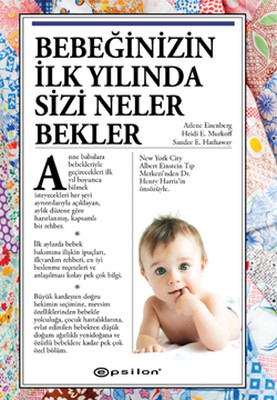 BEBEĞİNİZİN
İLK YILINDA
SİZİ NELER
BEKLER
Arlene Eisenberg
Heidi E. Murkoff
Sandee E. Hathaway
Anne babalara
bebekleriyle
geçirecekleri ilk
yıl boyunca
bilmek
isteyecekleri her şeyi
ayrıntılarıyla açıklayan,
aylık düzene göre
hazırlanmış, kapsamlı
bir rehber.
İlk aylarda bebek
bakımına ilişkin ipuçları,
ilkyardım rehberi, en iyi
beslenme reçeteleri ve
anlaşılması kolay pek çok bilgi.
Büyük kardeşten doğru
hekimin seçimine, mevsim
özelliklerinden bebekle
yolculuğa, çocuk hastalıklarına,
evlat edinilen bebekten düşük
doğum ağırlıklı yenidoğana ve
özürlü bebeklere kadar pek çok
özel bölüm.
New York City
Albert Einstein Tıp
Merkezi'nden Dr.
Henry Harris'in
önsözüyle.
epsilon